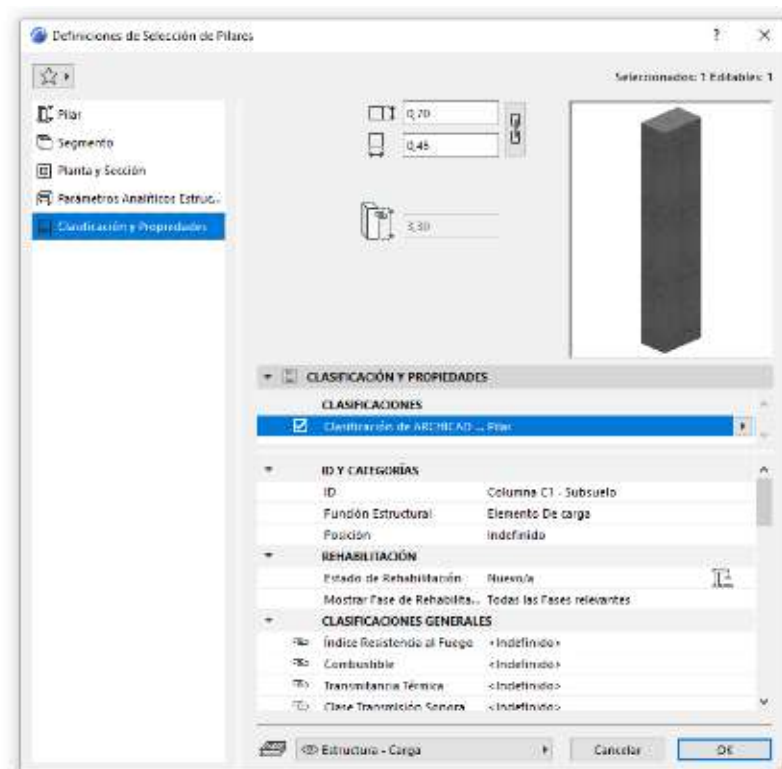 Definiciones de Selección de Pilares
?
Seleccionados: 1 Editables: 1
Pilar
Segmento
Planta y Sección
Parámetros Analíticos Estruc...
Clasificación y Propiedades
0,70
0,45
3,30
CLASIFICACIÓN Y PROPIEDADES
CLASIFICACIONES
Clasificación de ARCHICAD ... Pilar
ID Y CATEGORÍAS
ID Columna C1 - Subsuelo
Función Estructural Elemento De carga
Posición Indefinido
REHABILITACIÓN
Estado de Rehabilitación Nuevo/a
Mostrar Fase de Rehabilita... Todas las Fases relevantes
CLASIFICACIONES GENERALES
Índice Resistencia al Fuego <Indefinido>
Combustible <Indefinido>
Transmitancia Térmica <Indefinido>
Clase Transmisión Sonora <Indefinido>
Estructura - Carga
Cancelar
OK